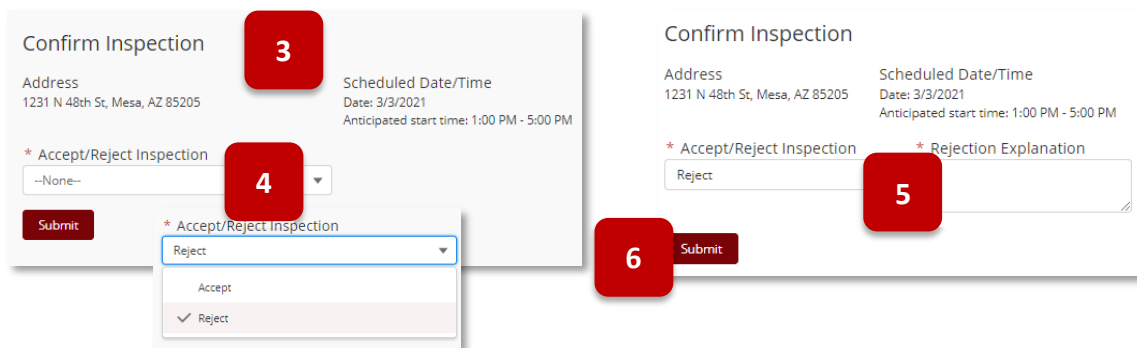 Confirm Inspection
3
Address
1231 N 48th St, Mesa, AZ 85205
Scheduled Date/Time
Date: 3/3/2021
Anticipated start time: 1:00 PM - 5:00 PM
* Accept/Reject Inspection
--None--
4
Submit
* Accept/Reject Inspection
Reject
Accept
Reject
Confirm Inspection
Address
1231 N 48th St, Mesa, AZ 85205
Scheduled Date/Time
Date: 3/3/2021
Anticipated start time: 1:00 PM - 5:00 PM
* Accept/Reject Inspection
Reject
* Rejection Explanation
5
6
Submit